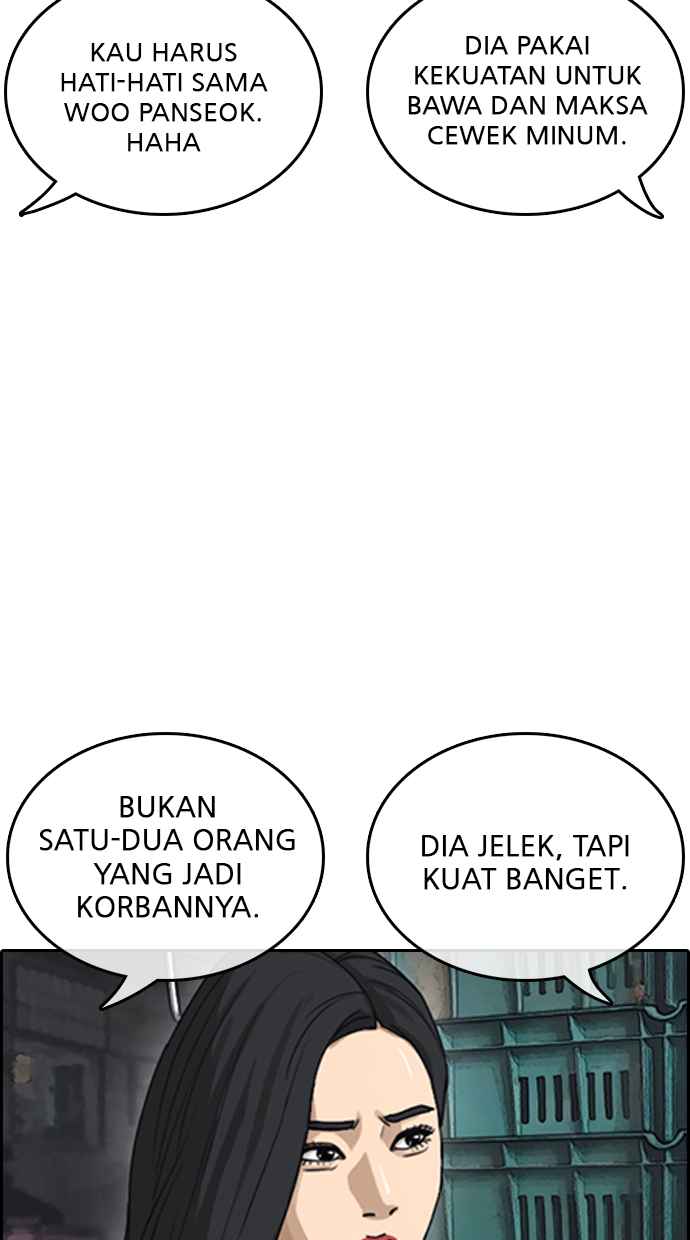 KAU HARUS
HATI-HATI SAMA
WOO PANSEOK.
HAHA
DIA PAKAI
KEKUATAN UNTUK
BAWA DAN MAKSA
CEWEK MINUM.
BUKAN
SATU-DUA ORANG
YANG JADI
KORBANNYA.
DIA JELEK, TAPI
KUAT BANGET.